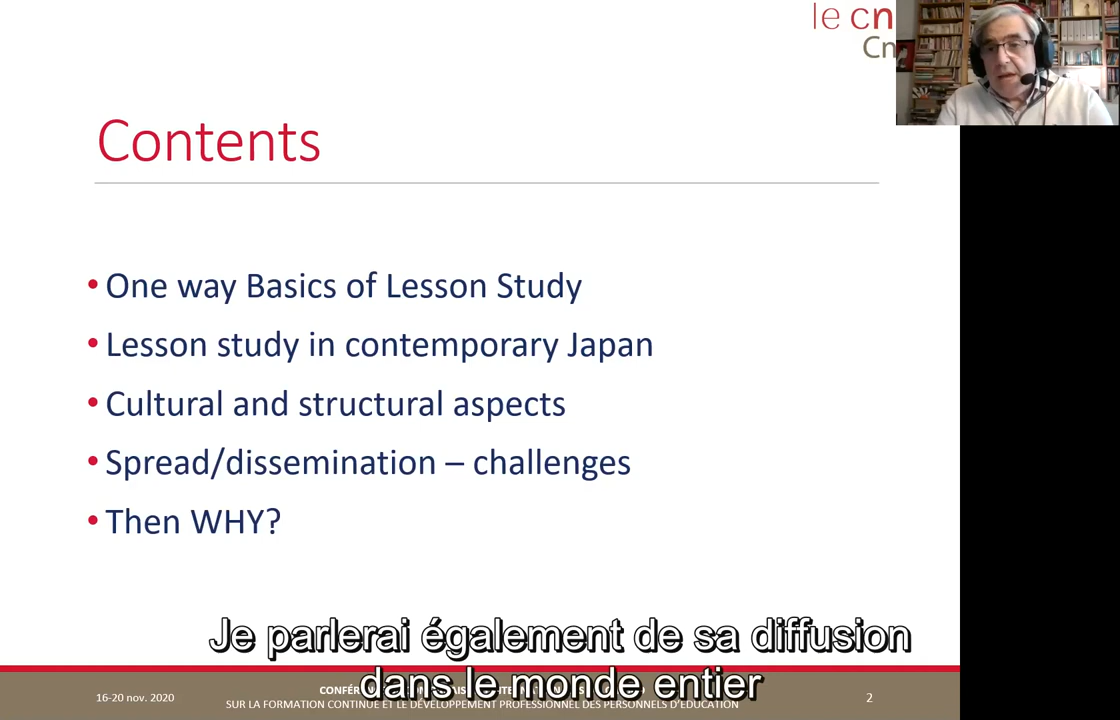 le cn
Cn
Contents
• One way Basics of Lesson Study
• Lesson study in contemporary Japan
• Cultural and structural aspects
• Spread/dissemination – challenges
• Then WHY?
Je parlerai également de sa diffusion
dans le monde entier
16-20 nov. 2020
2
SUR LA FORMATION CONTINUE ET LE DÉVELOPPEMENT PROFESSIONNEL DES PERSONNELS D'ÉDUCATION